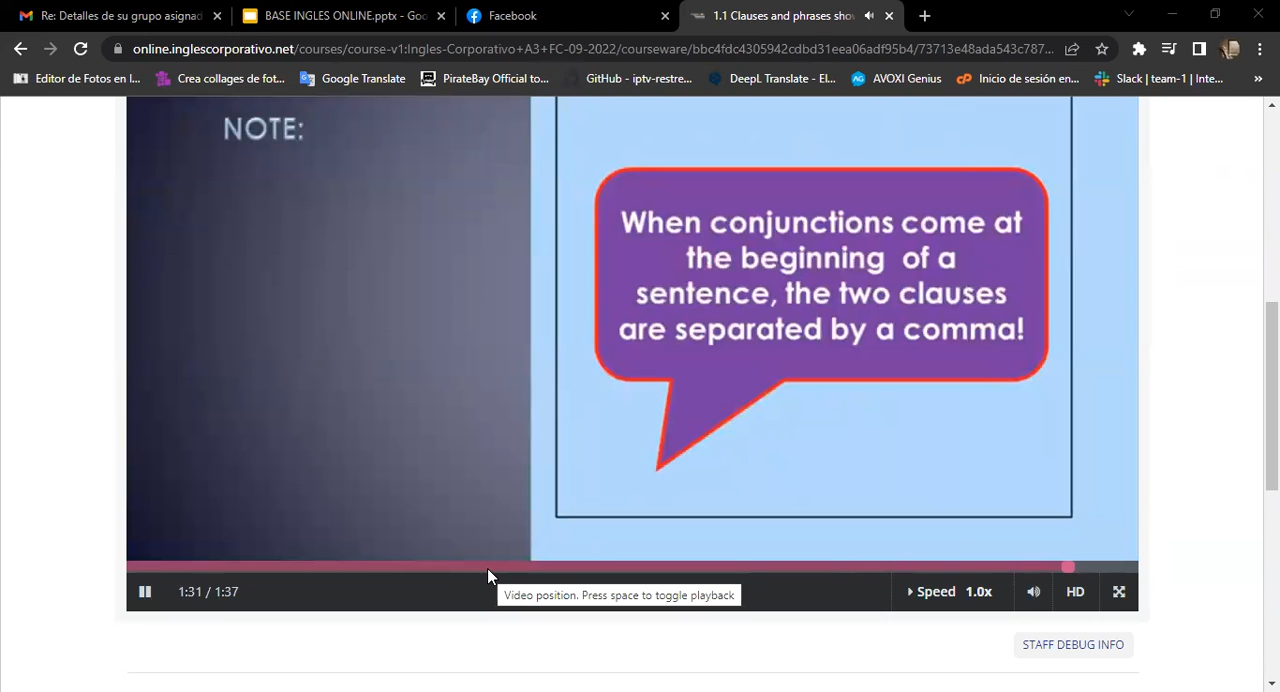 Re: Detalles de su grupo asignad
BASE INGLES ONLINE.pptx - Goo
Facebook
1.1 Clauses and phrases sho
online.inglescorporativo.net/courses/course-v1:Ingles-Corporativo+A3+FC-09-2022/courseware/bbc4fdc4305942cdbd31eea06adf95b4/73713e48ada543c787...
Editor de Fotos en l...
Crea collages de fot...
Google Translate
PirateBay Official to...
GitHub - iptv-restre...
DeepL Translate - El...
AVOXI Genius
Inicio de sesión en...
Slack | team-1 | Inte...
»
NOTE:
When conjunctions come at
the beginning of a
sentence, the two clauses
are separated by a comma!
1:31 / 1:37
Video position. Press space to toggle playback
Speed 1.0x
HD
STAFF DEBUG INFO